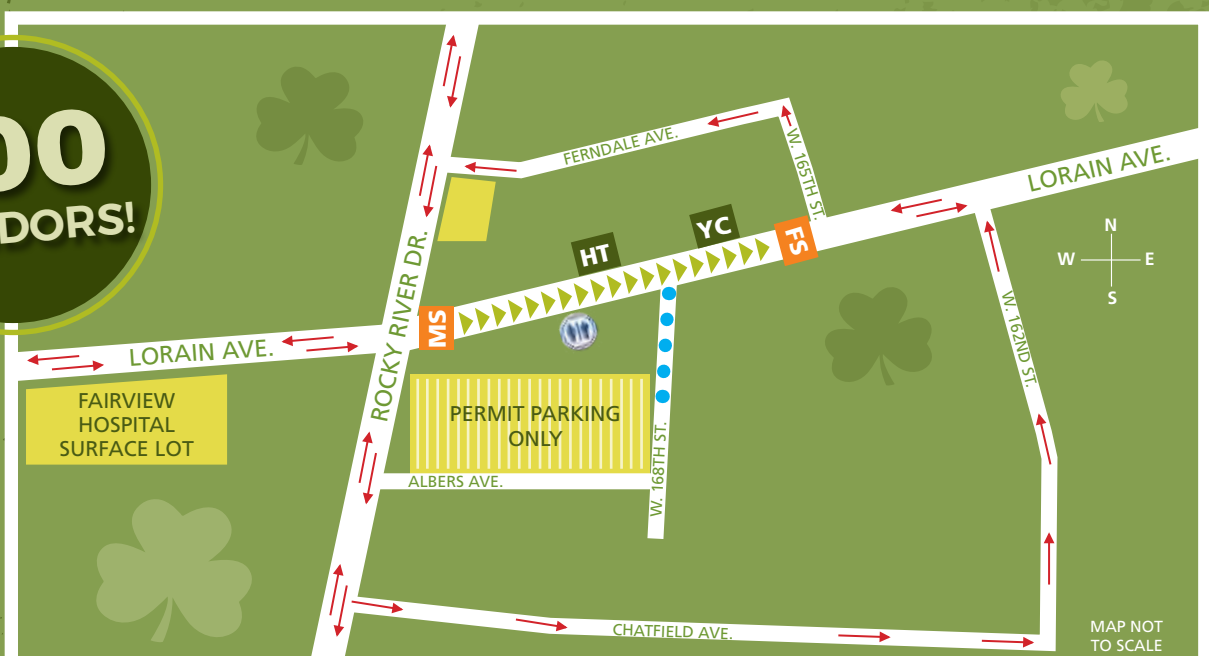 00
DORS!
FERNDALE AVE.
W. 165TH ST.
LORAIN AVE.
N
W
E
S
HT
YC
FS
MS
ROCKY RIVER DR.
LORAIN AVE.
W. 162ND ST.
FAIRVIEW
HOSPITAL
SURFACE LOT
PERMIT PARKING
ONLY
ALBERS AVE.
W. 168TH ST.
CHATFIELD AVE.
MAP NOT
TO SCALE